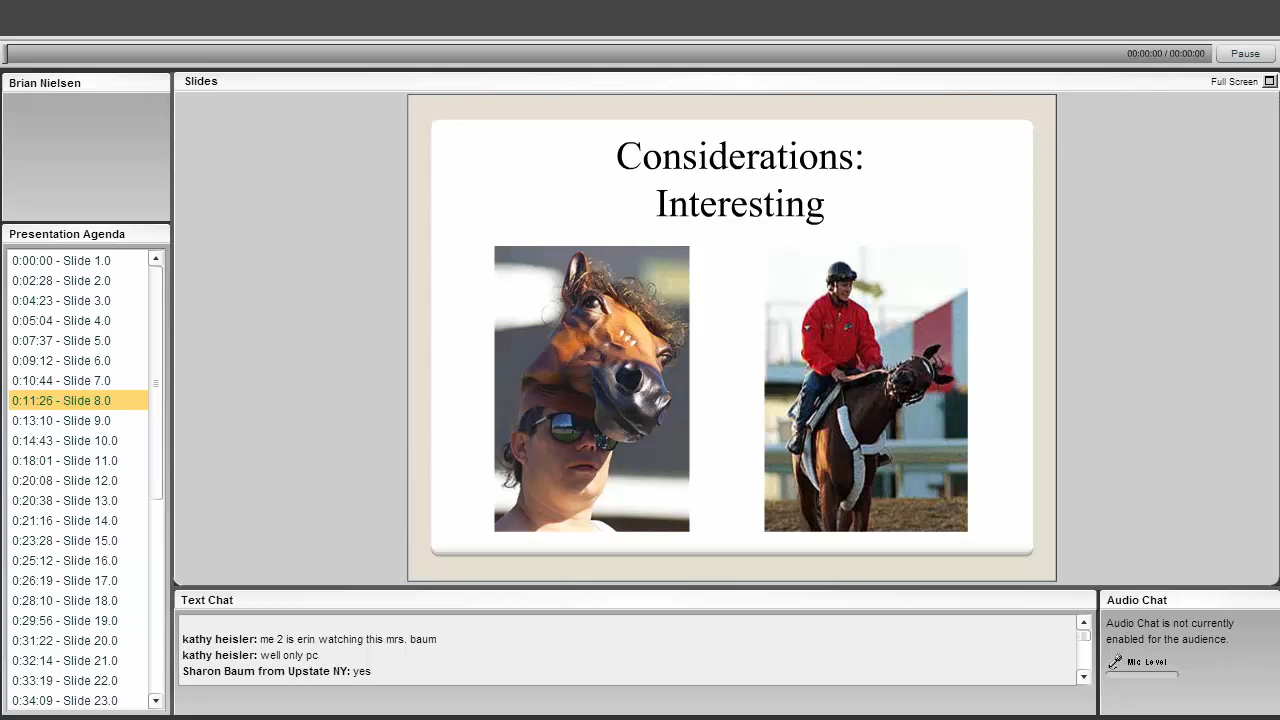 00:00:00 / 00:00:00
Pause
Brian Nielsen
Slides
Full Screen
Considerations:
Interesting
Presentation Agenda
0:00:00 - Slide 1.0
0:02:28 - Slide 2.0
0:04:23 - Slide 3.0
0:05:04 - Slide 4.0
0:07:37 - Slide 5.0
0:09:12 - Slide 6.0
0:10:44 - Slide 7.0
0:11:26 - Slide 8.0
0:13:10 - Slide 9.0
0:14:43 - Slide 10.0
0:18:01 - Slide 11.0
0:20:08 - Slide 12.0
0:20:38 - Slide 13.0
0:21:16 - Slide 14.0
0:23:28 - Slide 15.0
0:25:12 - Slide 16.0
0:26:19 - Slide 17.0
0:28:10 - Slide 18.0
0:29:56 - Slide 19.0
0:31:22 - Slide 20.0
0:32:14 - Slide 21.0
0:33:19 - Slide 22.0
0:34:09 - Slide 23.0
Text Chat
kathy heisler: me 2 is erin watching this mrs. baum
kathy heisler: well only pc
Sharon Baum from Upstate NY: yes
Audio Chat
Audio Chat is not currently
enabled for the audience.
Mic Level